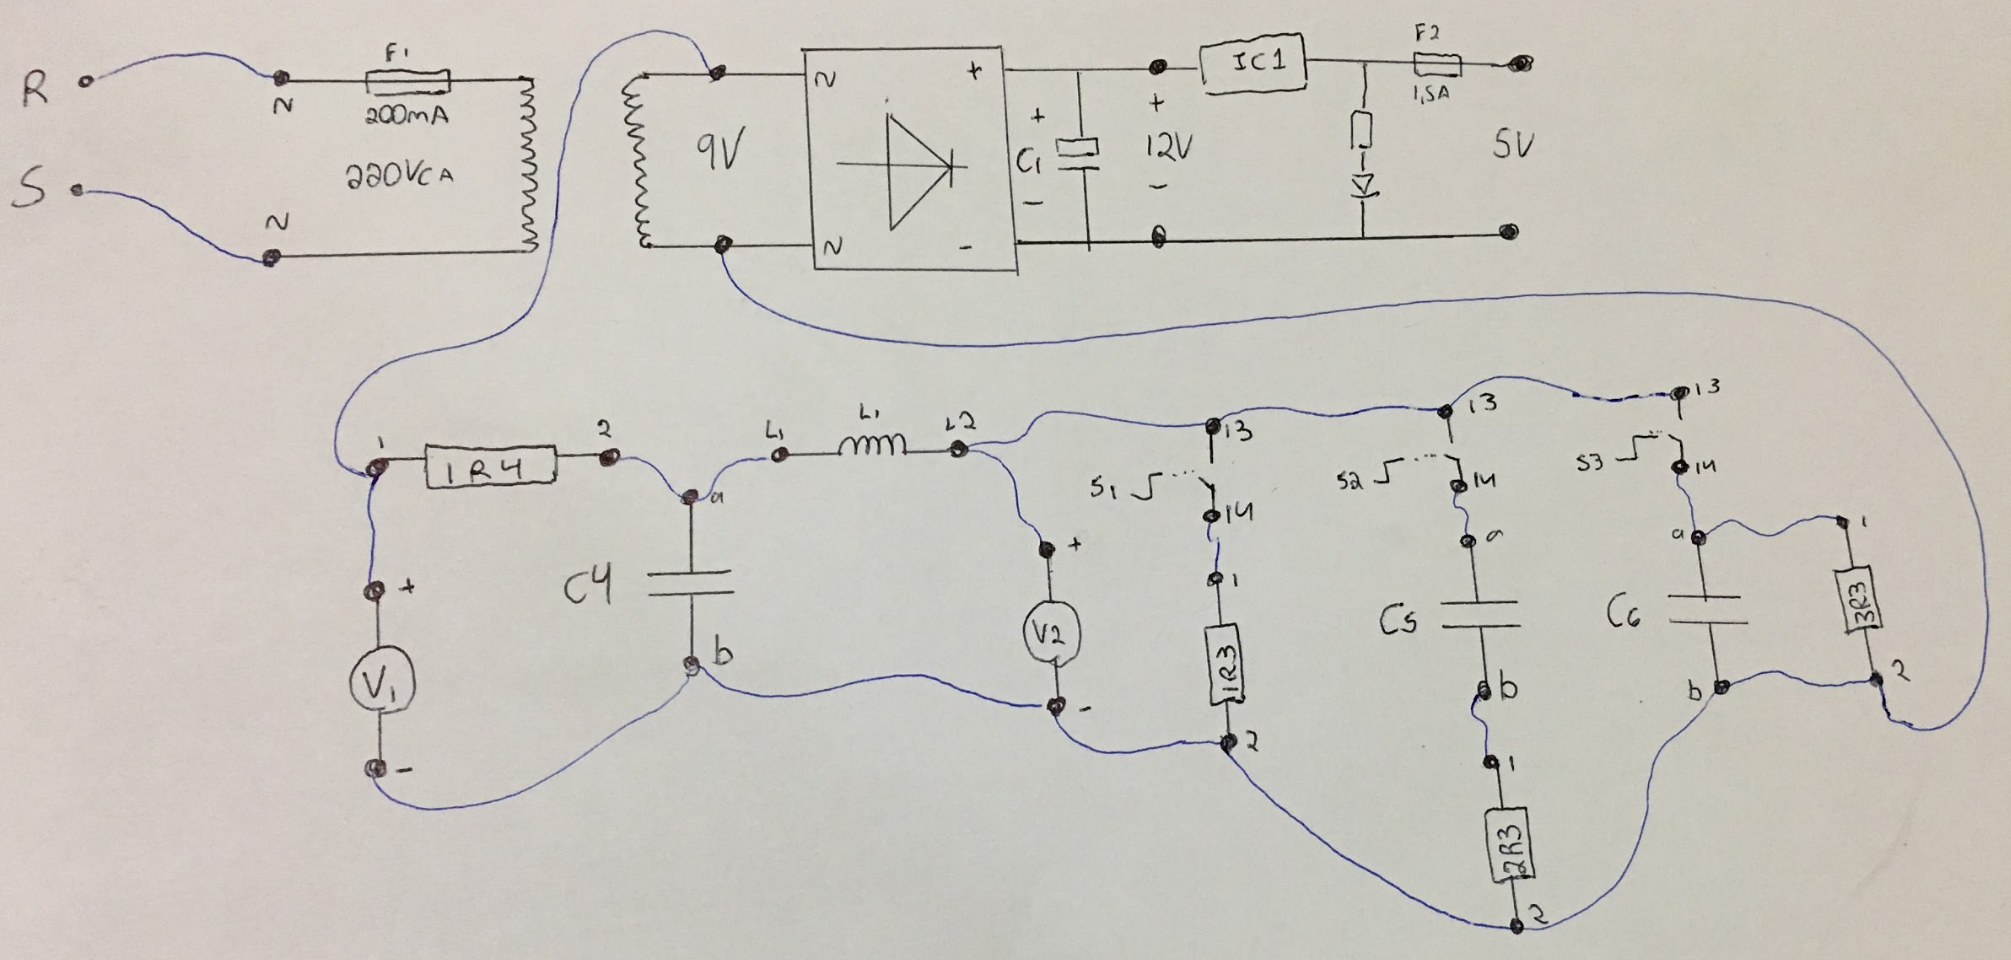 R
F1
200mA
220VCA
S
N
N
9V
N
N
+
-
+
C1
-
+
12V
-
IC1
F2
1,5A
5V
1
1R4
2
a
L1
L1
L2
C4
b
+
V1
-
+
V2
-
13
S1
14
1
1R3
2
13
S2
14
a
C5
b
1
2R3
2
13
S3
14
a
C6
b
1
3R3
2